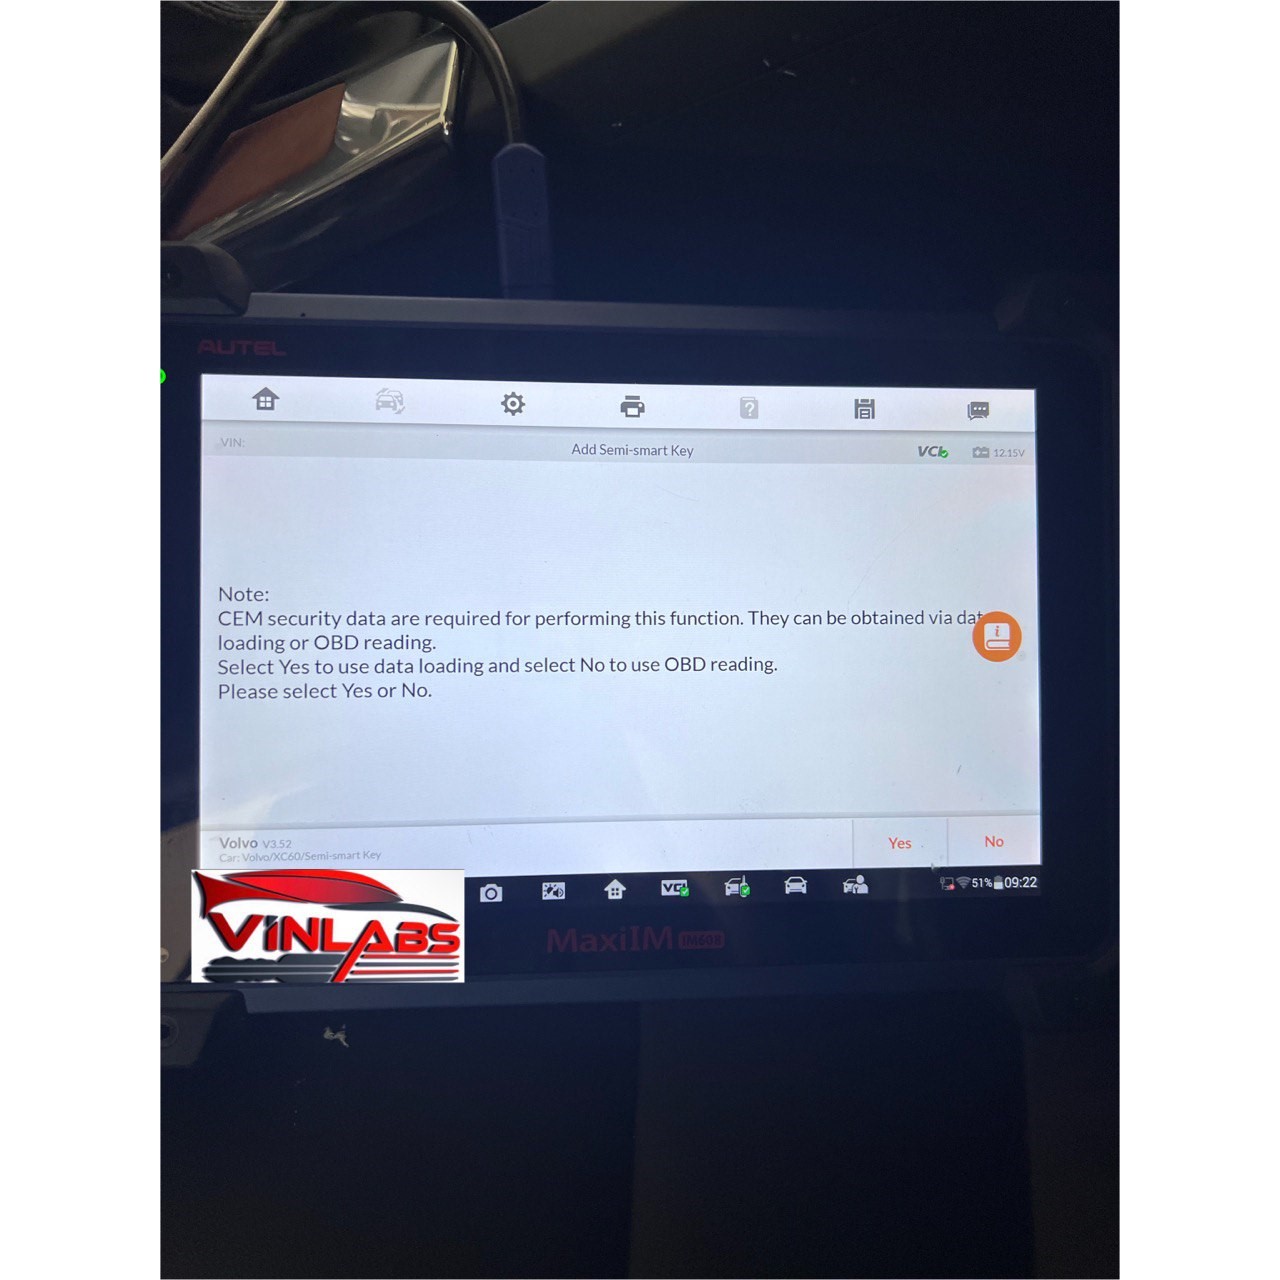 AUTEL
VIN:
Add Semi-smart Key
VCI
12.15V
Note:
CEM security data are required for performing this function. They can be obtained via
loading or OBD reading.
Select Yes to use data loading and select No to use OBD reading.
Please select Yes or No.
Volvo V3.52
Car: Volvo/XC60/Semi-smart Key
Yes
No
VCI
51%
09:22
VINLABS
MaxiIM IM608